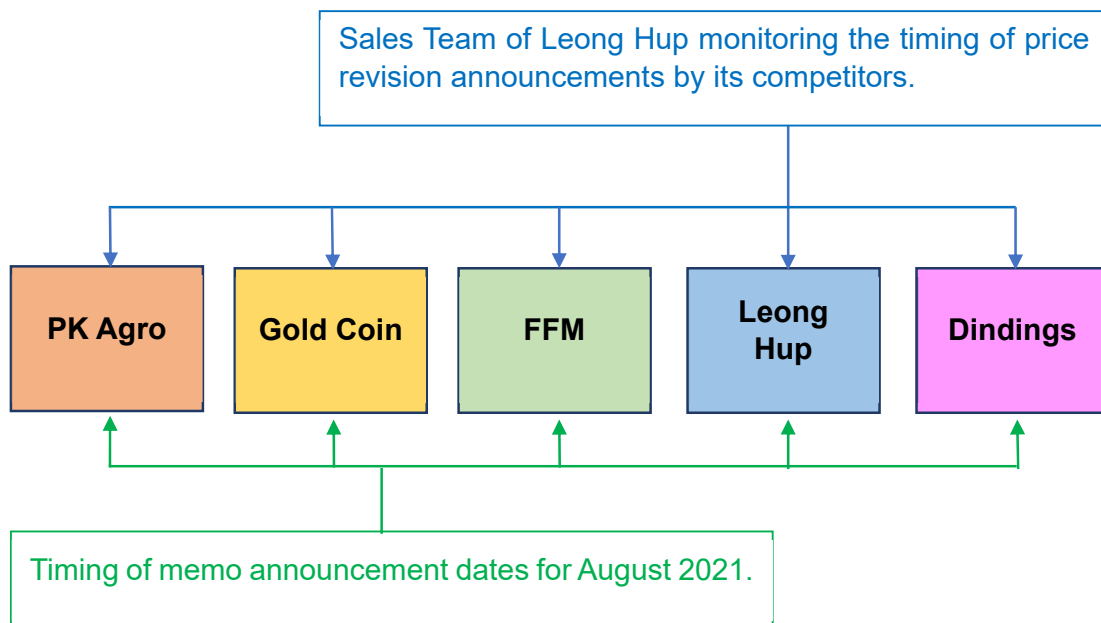 Sales Team of Leong Hup monitoring the timing of price
revision announcements by its competitors.
PK Agro
Gold Coin
FFM
Leong
Hup
Dindings
Timing of memo announcement dates for August 2021.